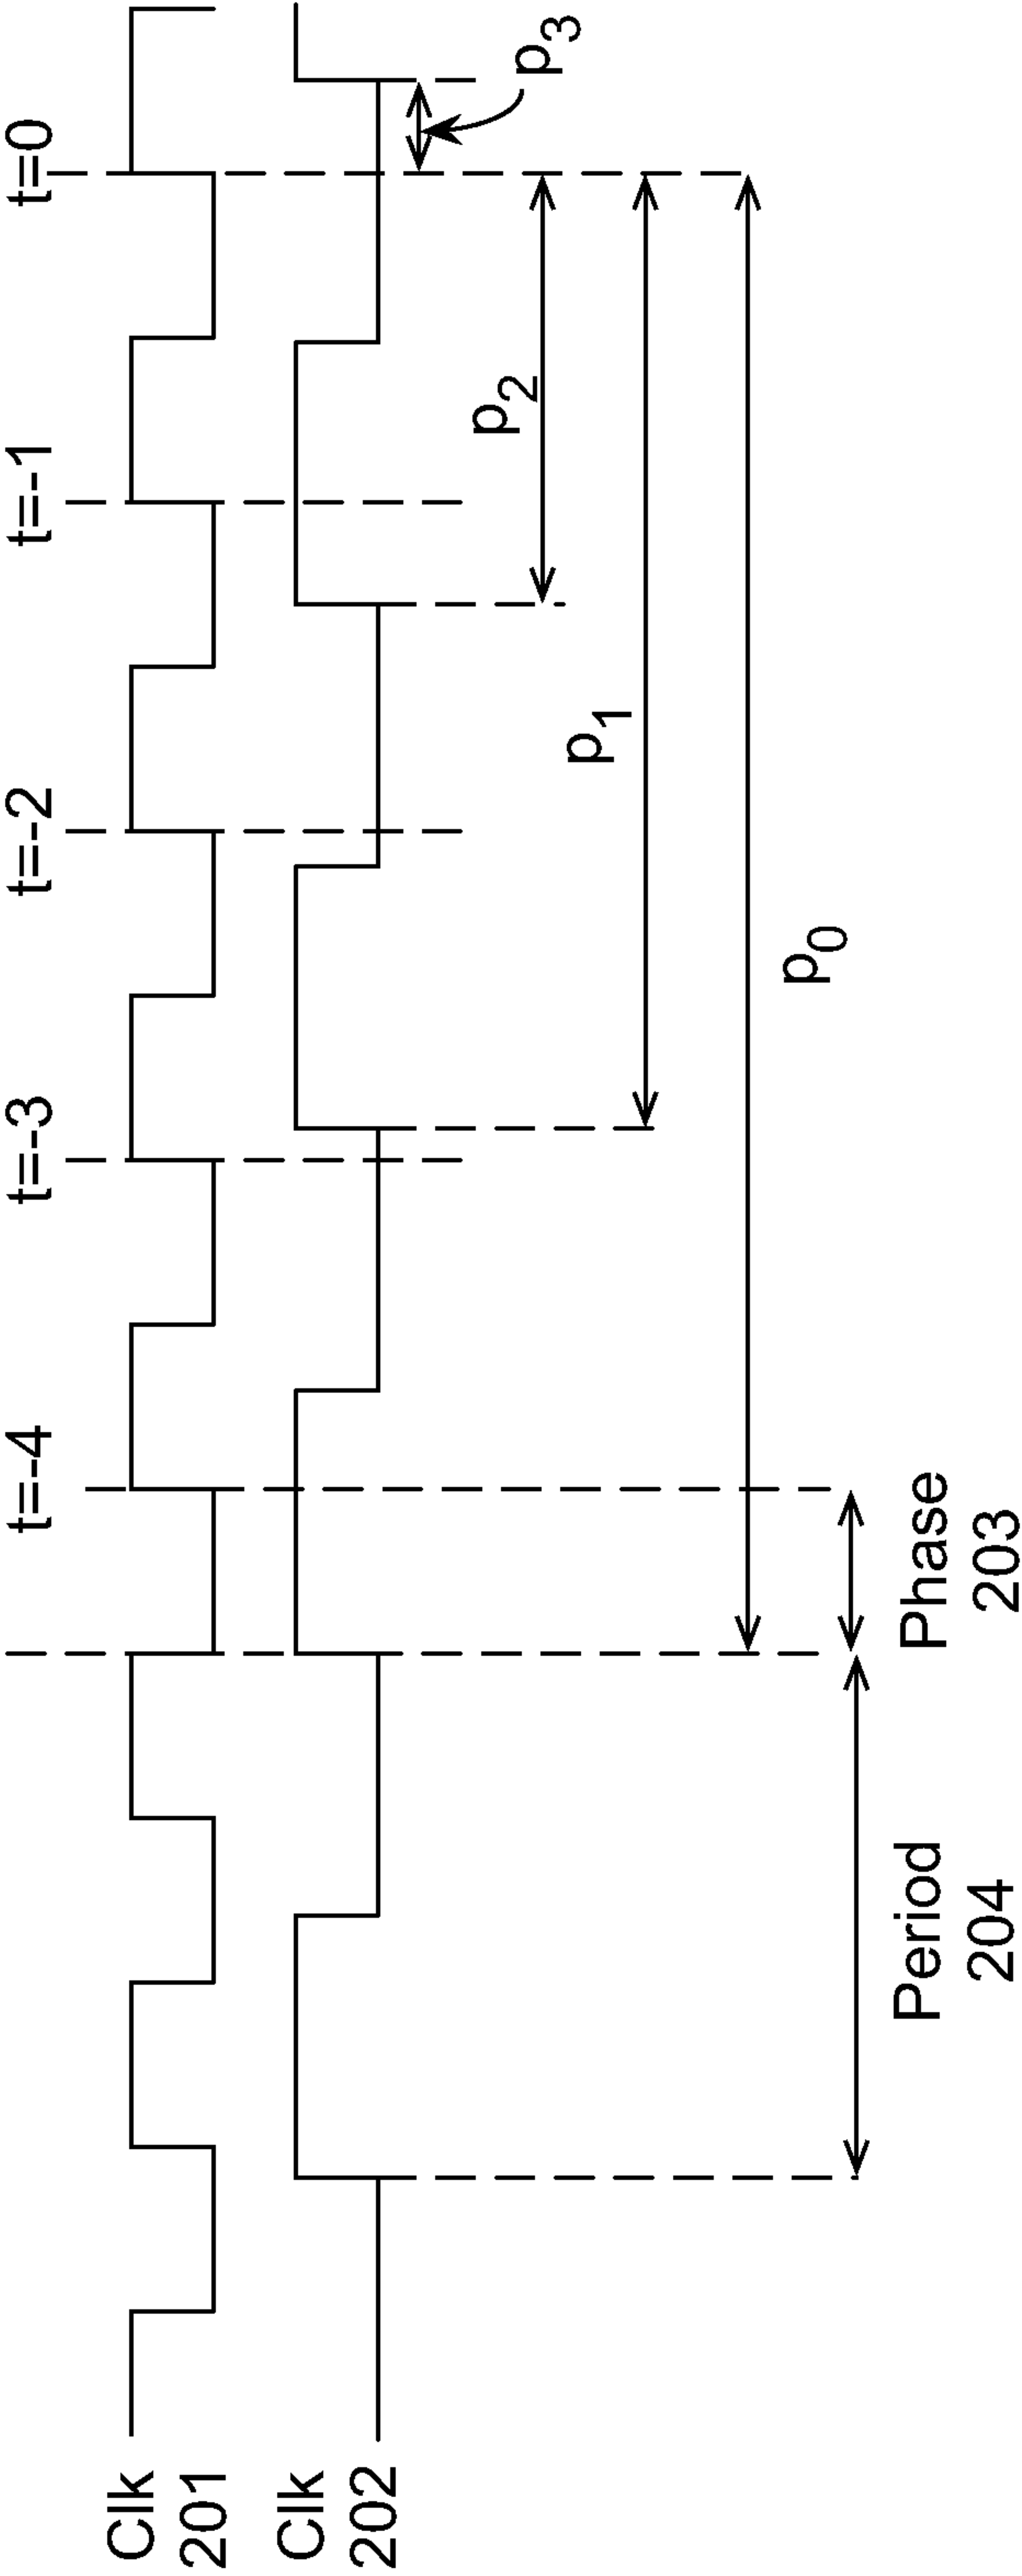 t=-4
t=-3
t=-2
t=-1
t=0
Clk
201
Clk
202
p3
p2
p1
p0
Period
204
Phase
203